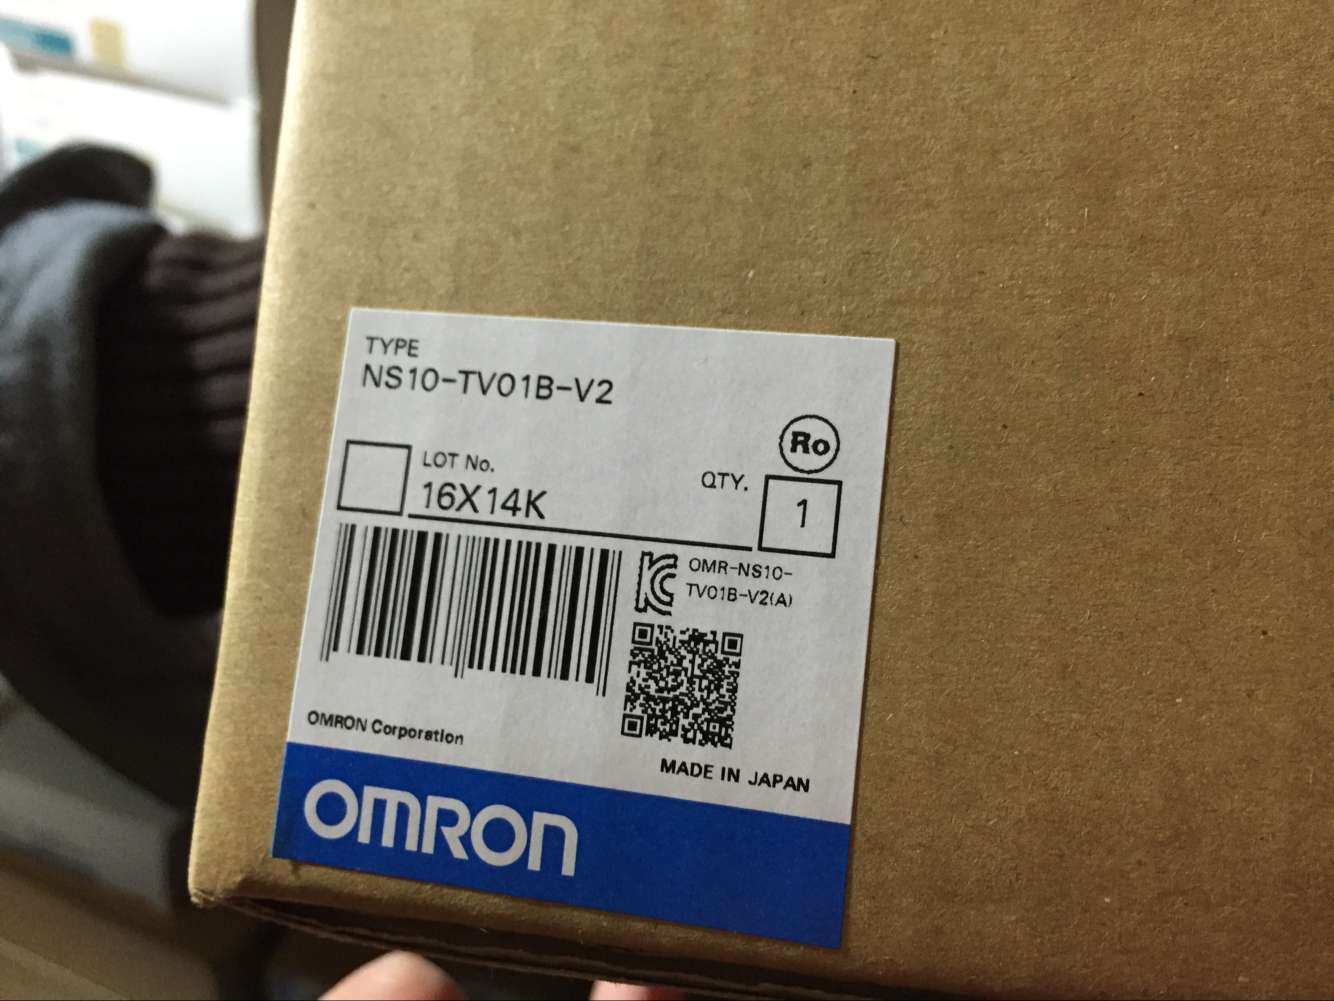 TYPE
NS10-TV01B-V2
Ro
LOT No.
16X14K
QTY.
1
OMR-NS10-
TV01B-V2(A)
OMRON Corporation
MADE IN JAPAN
OMRON